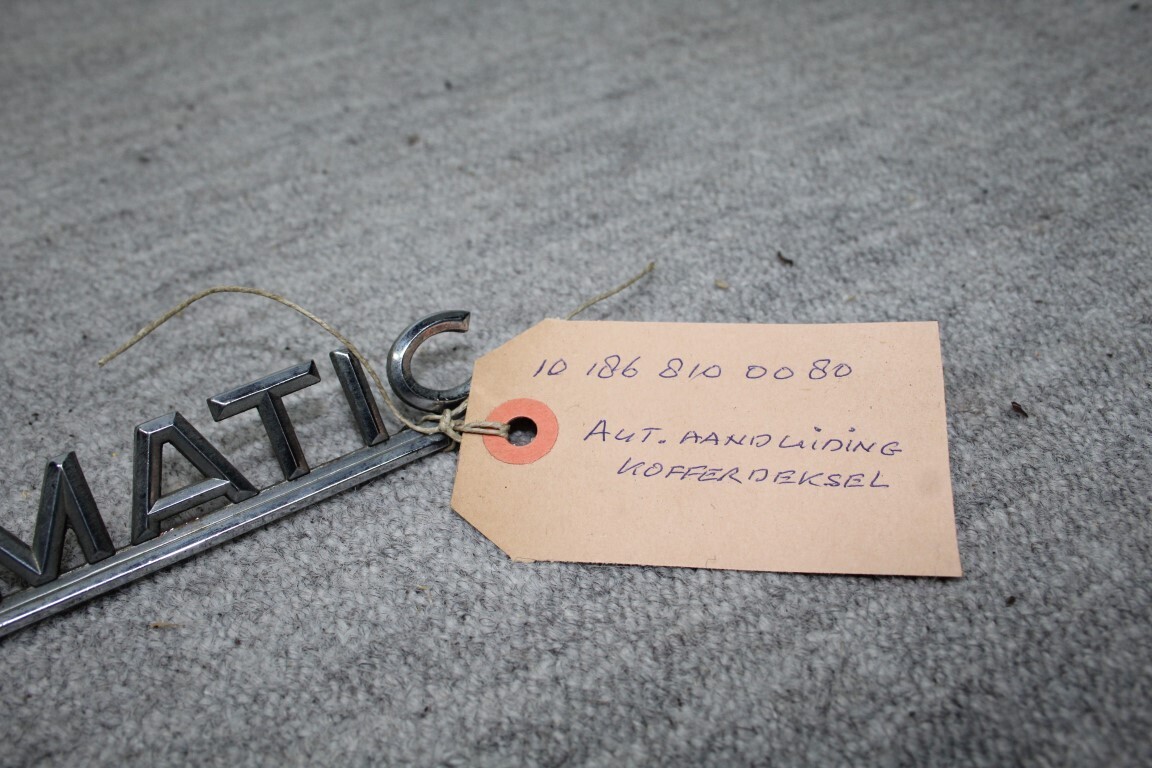 MATIC
10 186 810 00 80
AUT. AANDUIDING
KOFFERDEKSEL